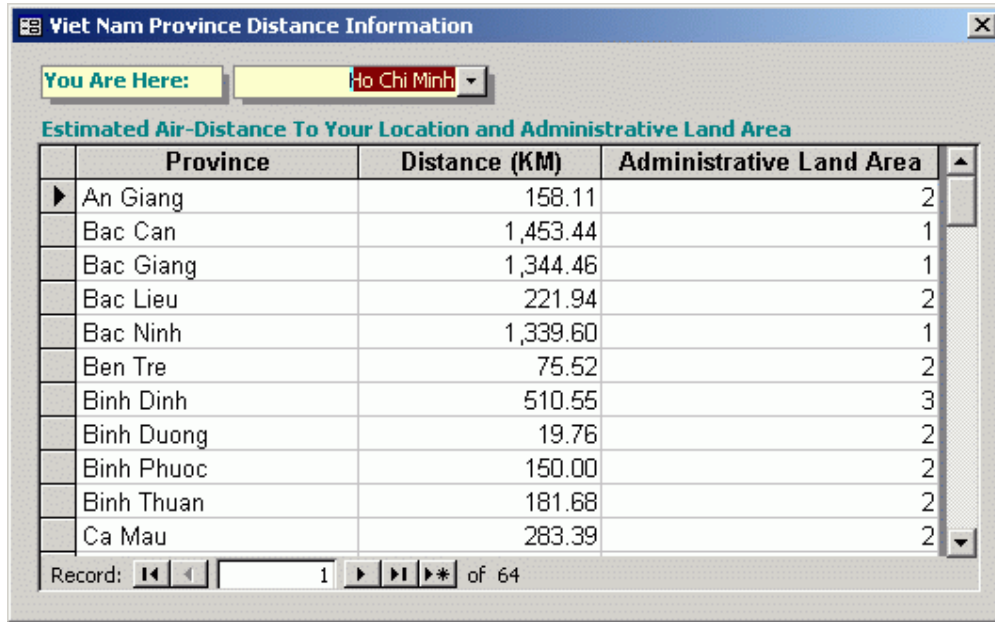 Viet Nam Province Distance Information
You Are Here: Ho Chi Minh
Estimated Air-Distance To Your Location and Administrative Land Area
Province Distance (KM) Administrative Land Area
An Giang 158.11 2
Bac Can 1,453.44 1
Bac Giang 1,344.46 1
Bac Lieu 221.94 2
Bac Ninh 1,339.60 1
Ben Tre 75.52 2
Binh Dinh 510.55 3
Binh Duong 19.76 2
Binh Phuoc 150.00 2
Binh Thuan 181.68 2
Ca Mau 283.39 2
Record: 1 of 64